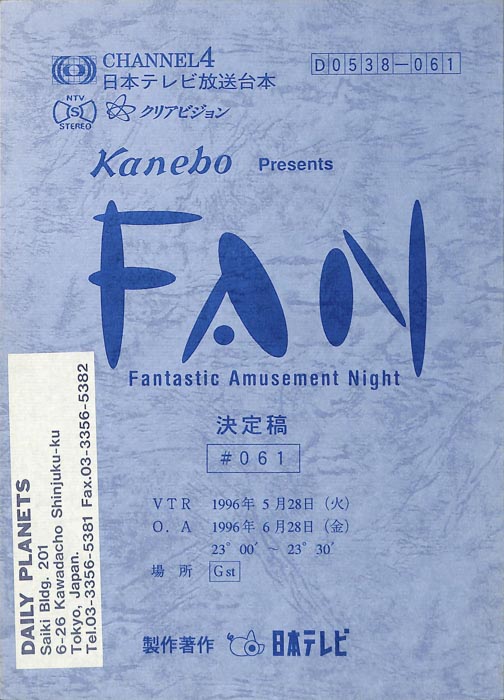 CHANNEL4
日本テレビ放送台本
D0538-061
NTV
S
STEREO
クリアビジョン
Kanebo Presents
FAN
Fantastic Amusement Night
決定稿
#061
VTR 1996年 5月28日 (火)
O.A 1996年 6月28日 (金)
23°00′～23°30′
場所 Gst
製作著作 日本テレビ
DAILY PLANETS
Saiki Bldg. 201
6-26 Kawadacho Shinjuku-ku
Tokyo, Japan.
Tel.03-3356-5381 Fax.03-3356-5382